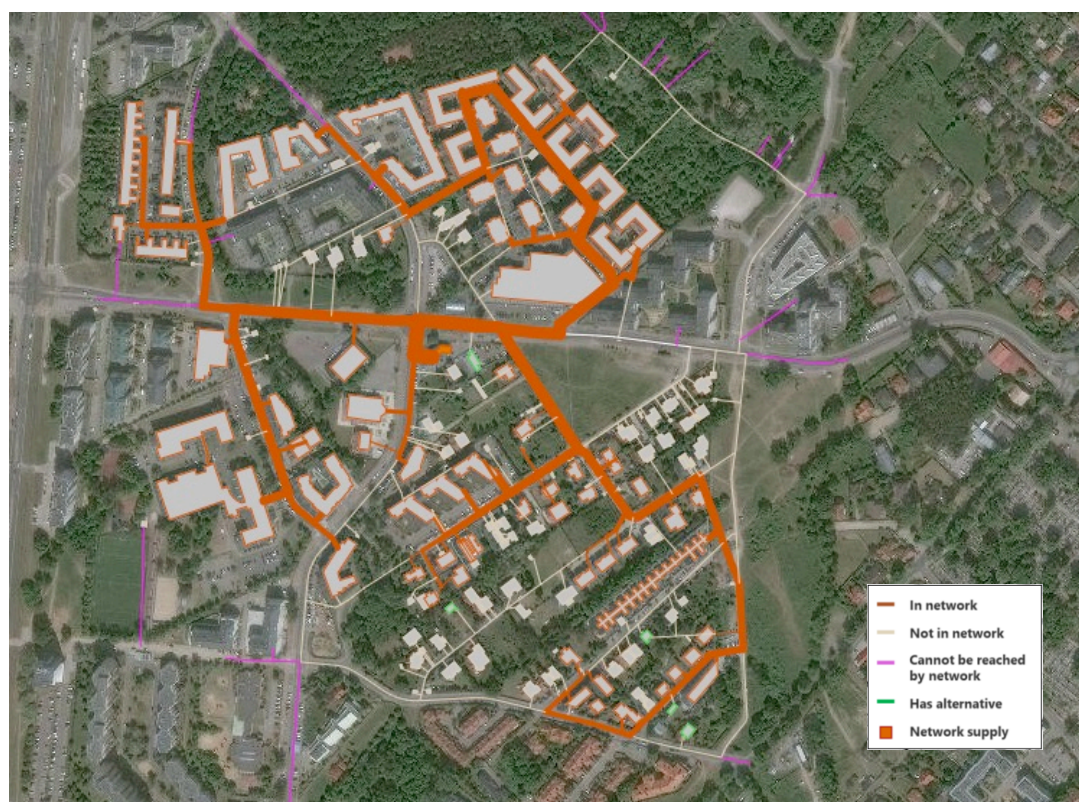 In network
Not in network
Cannot be reached
by network
Has alternative
Network supply